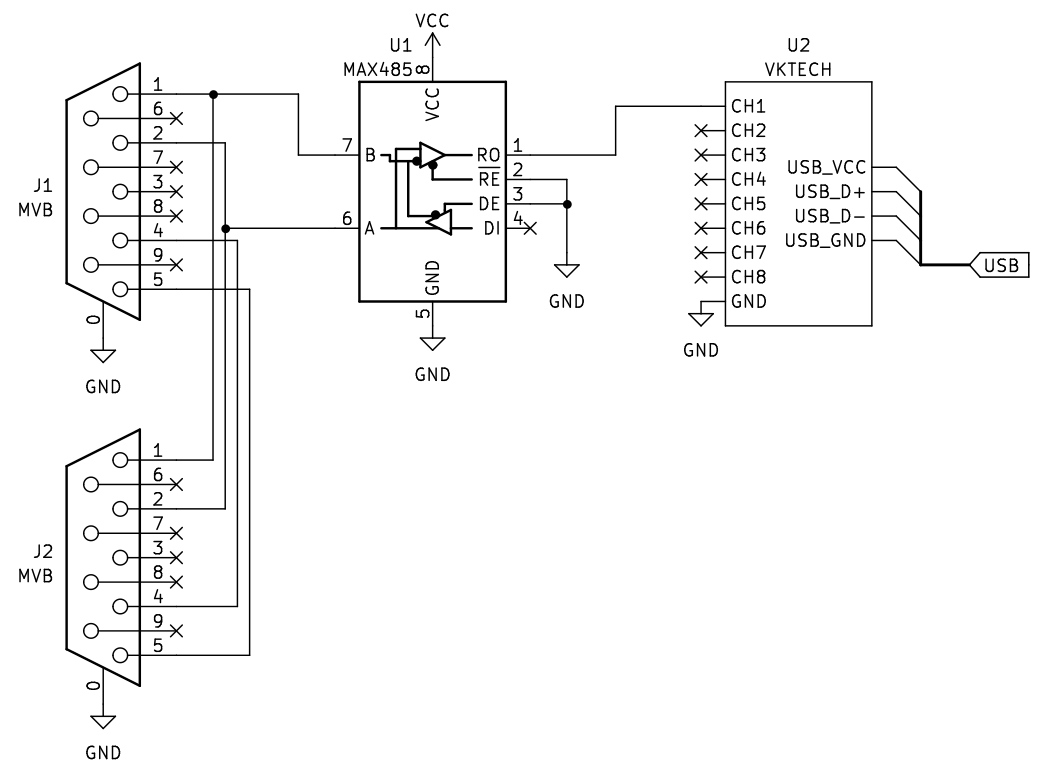 VCC
U1
MAX485
8
VCC
7
B
6
A
RO
1
RE
2
DE
3
DI
4
GND
5
GND
GND
U2
VKTECH
CH1
CH2
CH3
CH4
CH5
CH6
CH7
CH8
GND
GND
USB_VCC
USB_D+
USB_D-
USB_GND
USB
J1
MVB
1
6
2
7
3
8
4
9
5
0
GND
J2
MVB
1
6
2
7
3
8
4
9
5
0
GND